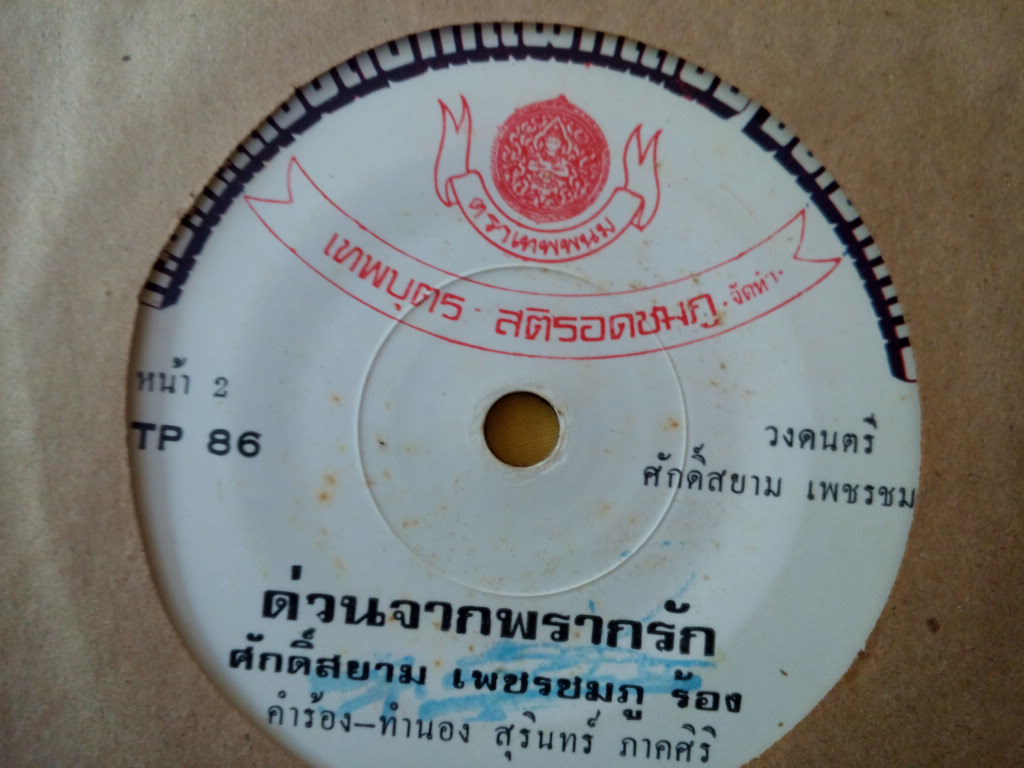 ตราเทพพนม
เทพบุตร สติรอดชมภู จัดทำ.
หน้า 2
TP 86
วงดนตรี
ศักดิ์สยาม เพชรชม
ด่วนจากพรากรัก
ศักดิ์สยาม เพชรชมภู ร้อง
คำร้อง–ทำนอง สุรินทร์ ภาคศิริ